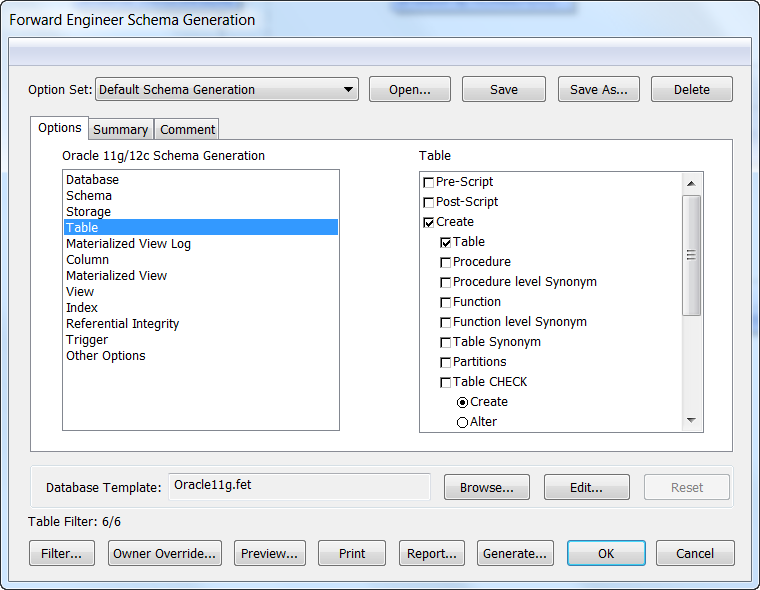 Forward Engineer Schema Generation
Option Set: Default Schema Generation Open... Save Save As... Delete
Options Summary Comment
Oracle 11g/12c Schema Generation
Database
Schema
Storage
Table
Materialized View Log
Column
Materialized View
View
Index
Referential Integrity
Trigger
Other Options
Table
Pre-Script
Post-Script
Create
Table
Procedure
Procedure level Synonym
Function
Function level Synonym
Table Synonym
Partitions
Table CHECK
Create
Alter
Database Template: Oracle11g.fet Browse... Edit... Reset
Table Filter: 6/6
Filter... Owner Override... Preview... Print Report... Generate... OK Cancel